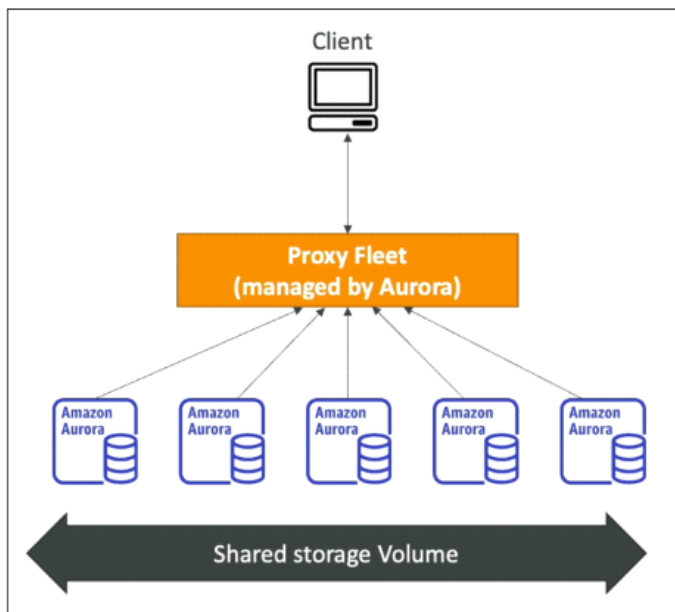 Client
Proxy Fleet
(managed by Aurora)
Amazon
Aurora
Amazon
Aurora
Amazon
Aurora
Amazon
Aurora
Amazon
Aurora
Shared storage Volume